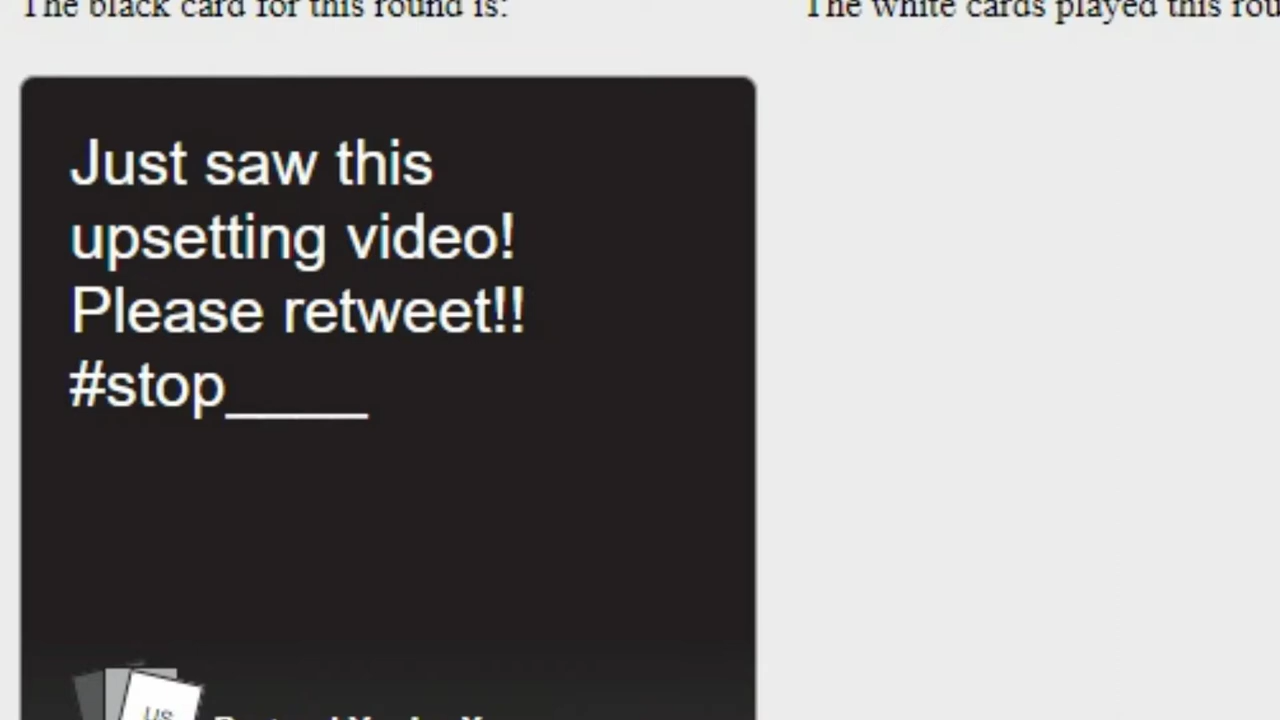 The black card for this round is:
The white cards played this rou
Just saw this
upsetting video!
Please retweet!!
#stop____
us